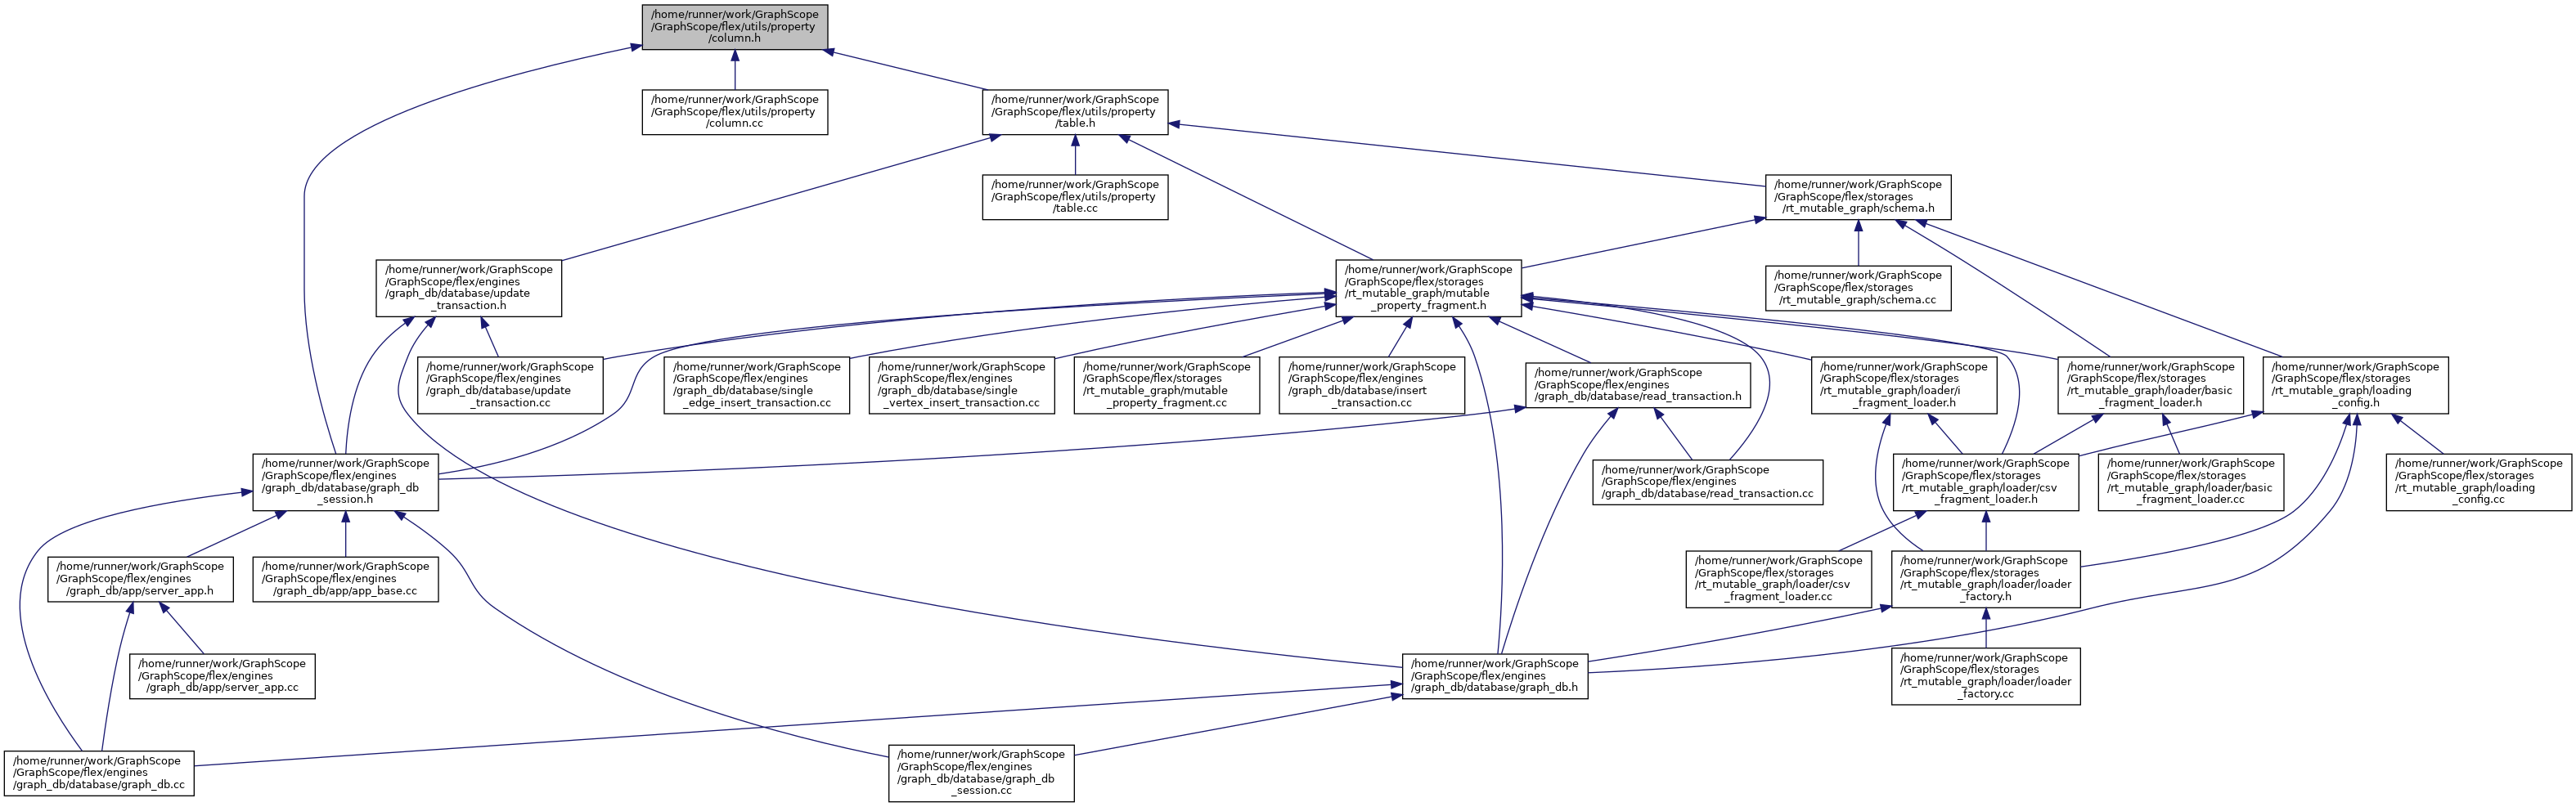 /home/runner/work/GraphScope
/GraphScope/flex/utils/property
/column.h
/home/runner/work/GraphScope
/GraphScope/flex/utils/property
/column.cc
/home/runner/work/GraphScope
/GraphScope/flex/utils/property
/table.h
/home/runner/work/GraphScope
/GraphScope/flex/utils/property
/table.cc
/home/runner/work/GraphScope
/GraphScope/flex/storages
/rt_mutable_graph/schema.h
/home/runner/work/GraphScope
/GraphScope/flex/engines
/graph_db/database/update
_transaction.h
/home/runner/work/GraphScope
/GraphScope/flex/storages
/rt_mutable_graph/mutable
_property_fragment.h
/home/runner/work/GraphScope
/GraphScope/flex/storages
/rt_mutable_graph/schema.cc
/home/runner/work/GraphScope
/GraphScope/flex/engines
/graph_db/database/update
_transaction.cc
/home/runner/work/GraphScope
/GraphScope/flex/engines
/graph_db/database/single
_edge_insert_transaction.cc
/home/runner/work/GraphScope
/GraphScope/flex/engines
/graph_db/database/single
_vertex_insert_transaction.cc
/home/runner/work/GraphScope
/GraphScope/flex/storages
/rt_mutable_graph/mutable
_property_fragment.cc
/home/runner/work/GraphScope
/GraphScope/flex/engines
/graph_db/database/insert
_transaction.cc
/home/runner/work/GraphScope
/GraphScope/flex/engines
/graph_db/database/read_transaction.h
/home/runner/work/GraphScope
/GraphScope/flex/storages
/rt_mutable_graph/loader/i
_fragment_loader.h
/home/runner/work/GraphScope
/GraphScope/flex/storages
/rt_mutable_graph/loader/basic
_fragment_loader.h
/home/runner/work/GraphScope
/GraphScope/flex/storages
/rt_mutable_graph/loading
_config.h
/home/runner/work/GraphScope
/GraphScope/flex/engines
/graph_db/database/graph_db
_session.h
/home/runner/work/GraphScope
/GraphScope/flex/engines
/graph_db/database/read_transaction.cc
/home/runner/work/GraphScope
/GraphScope/flex/storages
/rt_mutable_graph/loader/csv
_fragment_loader.h
/home/runner/work/GraphScope
/GraphScope/flex/storages
/rt_mutable_graph/loader/basic
_fragment_loader.cc
/home/runner/work/GraphScope
/GraphScope/flex/storages
/rt_mutable_graph/loading
_config.cc
/home/runner/work/GraphScope
/GraphScope/flex/engines
/graph_db/app/server_app.h
/home/runner/work/GraphScope
/GraphScope/flex/engines
/graph_db/app/app_base.cc
/home/runner/work/GraphScope
/GraphScope/flex/storages
/rt_mutable_graph/loader/csv
_fragment_loader.cc
/home/runner/work/GraphScope
/GraphScope/flex/storages
/rt_mutable_graph/loader/loader
_factory.h
/home/runner/work/GraphScope
/GraphScope/flex/engines
/graph_db/app/server_app.cc
/home/runner/work/GraphScope
/GraphScope/flex/engines
/graph_db/database/graph_db.h
/home/runner/work/GraphScope
/GraphScope/flex/storages
/rt_mutable_graph/loader/loader
_factory.cc
/home/runner/work/GraphScope
/GraphScope/flex/engines
/graph_db/database/graph_db.cc
/home/runner/work/GraphScope
/GraphScope/flex/engines
/graph_db/database/graph_db
_session.cc